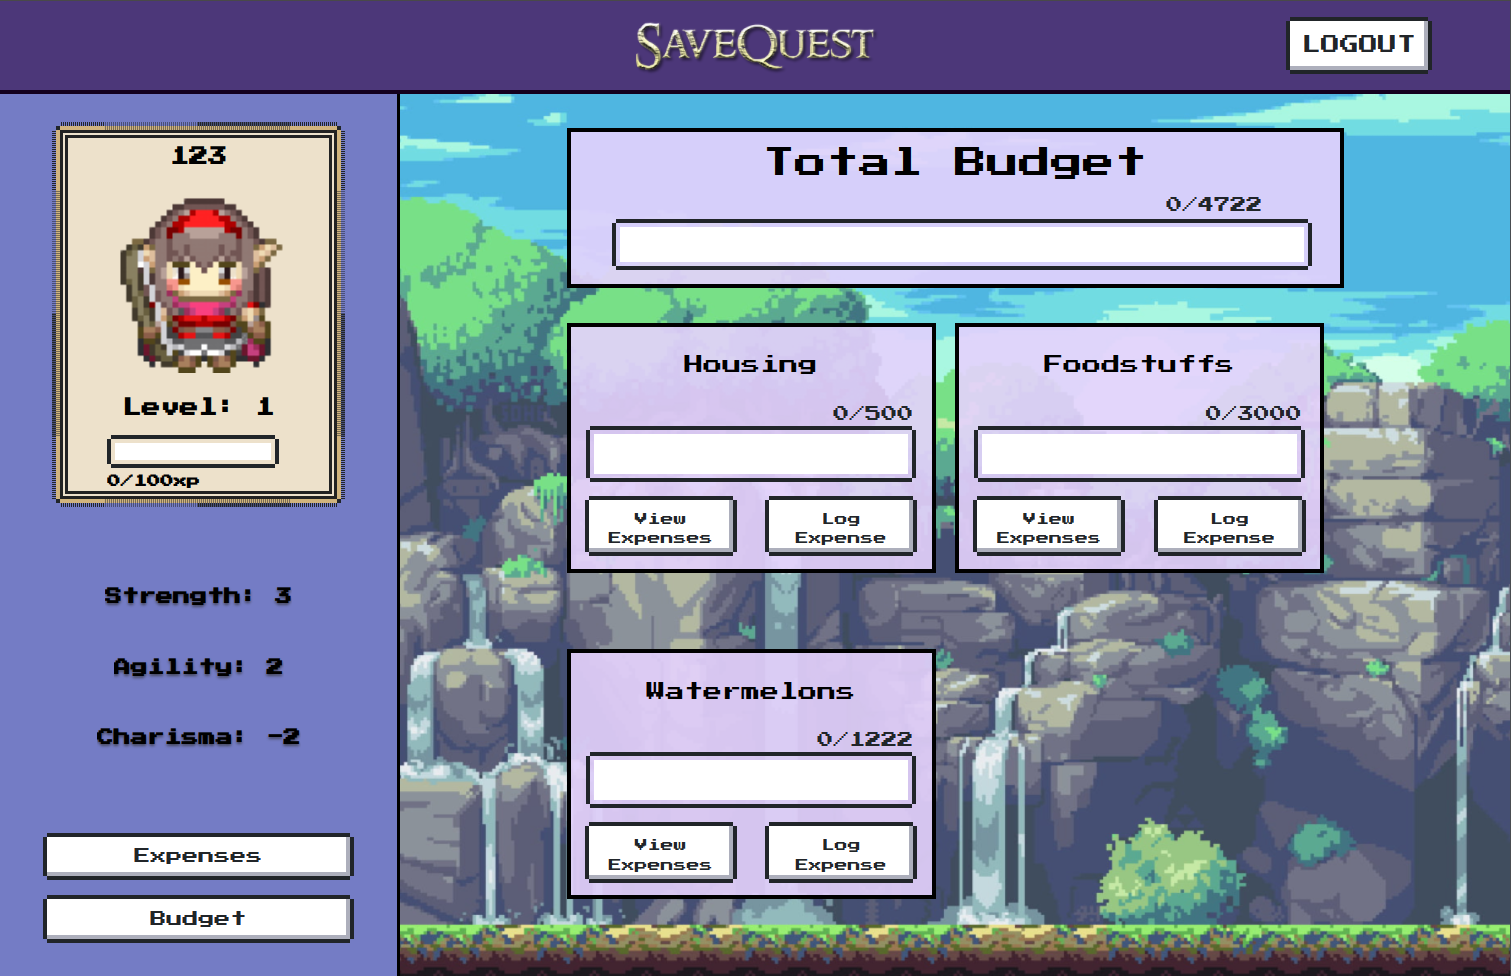 SAVEQUEST
LOGOUT
123
Level: 1
0/100xp
Strength: 3
Agility: 2
Charisma: -2
Expenses
Budget
Total Budget
0/4722
Housing
0/500
View
Expenses
Log
Expense
Foodstuffs
0/3000
View
Expenses
Log
Expense
Watermelons
0/1222
View
Expenses
Log
Expense